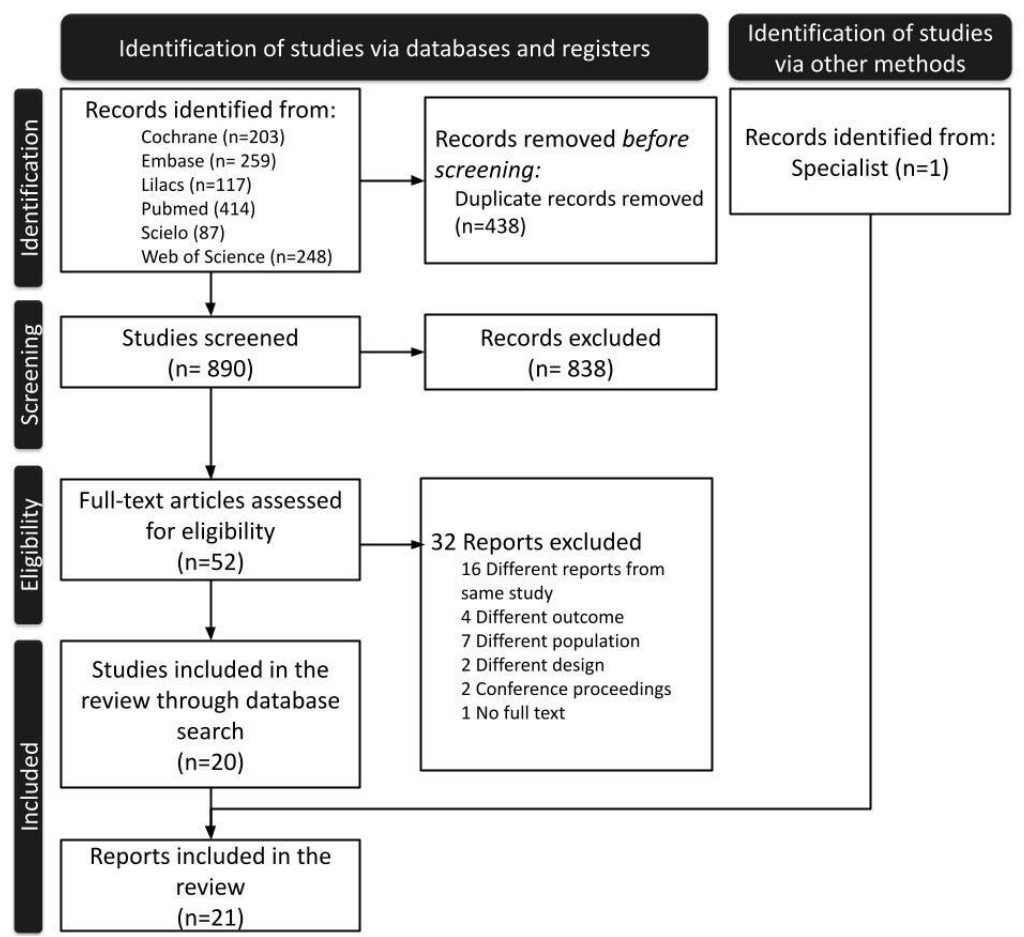 Identification of studies via databases and registers
Identification of studies
via other methods
Identification
Records identified from:
Cochrane (n=203)
Embase (n= 259)
Lilacs (n=117)
Pubmed (414)
Scielo (87)
Web of Science (n=248)
Records removed before
screening:
Duplicate records removed
(n=438)
Records identified from:
Specialist (n=1)
Screening
Studies screened
(n= 890)
Records excluded
(n= 838)
Eligibility
Full-text articles assessed
for eligibility
(n=52)
32 Reports excluded
16 Different reports from
same study
4 Different outcome
7 Different population
2 Different design
2 Conference proceedings
1 No full text
Included
Studies included in the
review through database
search
(n=20)
Reports included in the
review
(n=21)